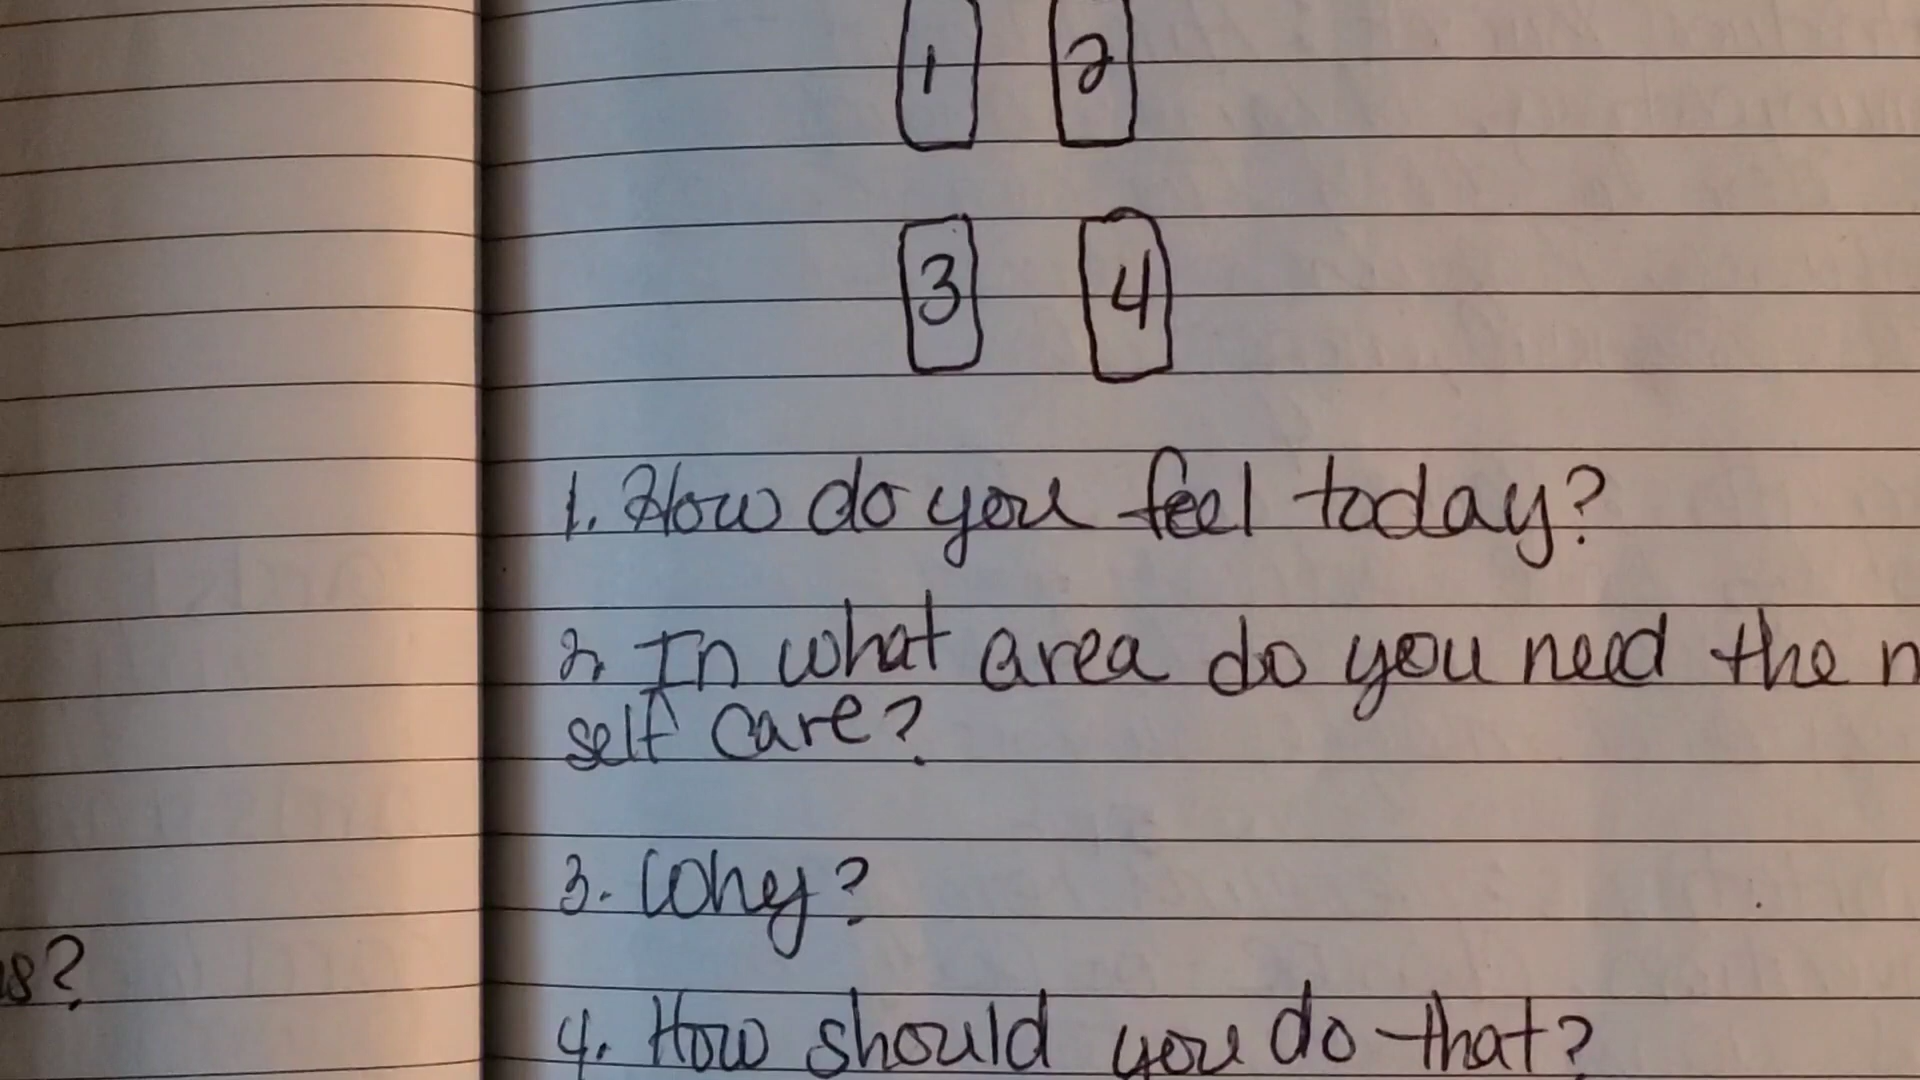 1 2
3 4
1. How do you feel today?
2. In what area do you need the
self care?
3. Why?
s?
4. How should you do that?